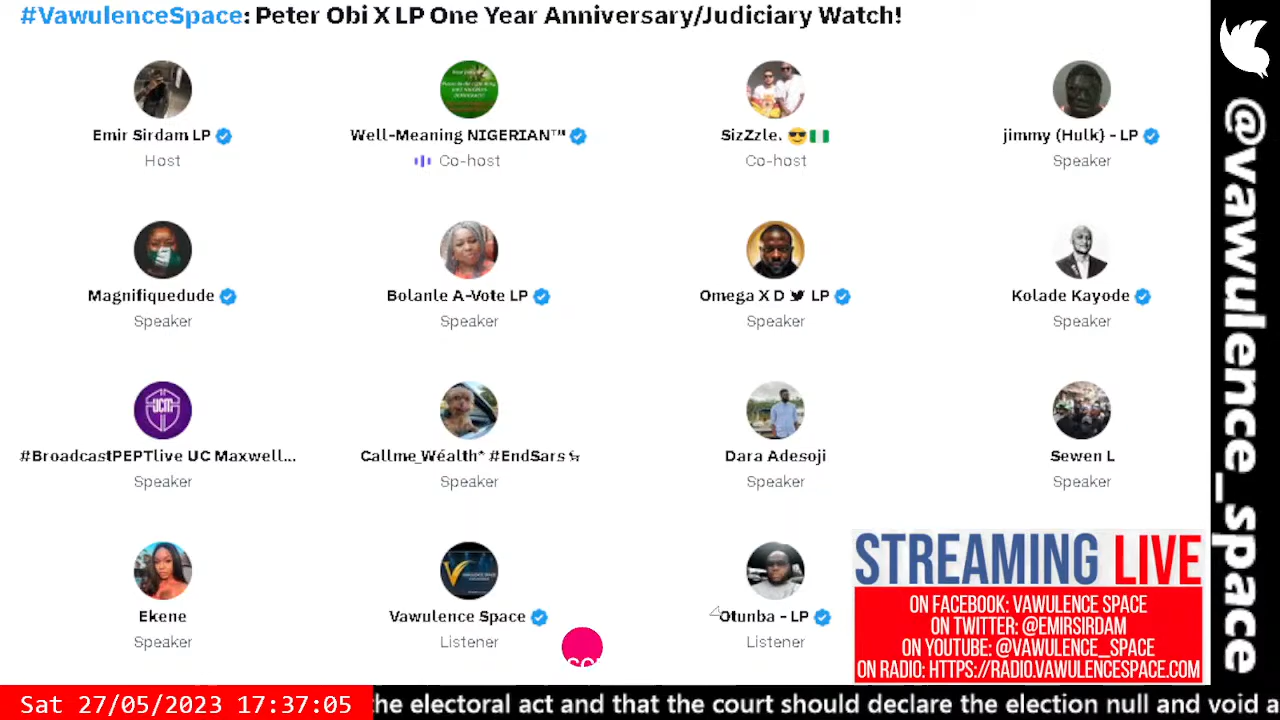 #VawulenceSpace: Peter Obi X LP One Year Anniversary/Judiciary Watch!
Emir Sirdam LP
Host
Well-Meaning NIGERIAN™
Co-host
SizZzle. 😎🇳🇬
Co-host
jimmy (Hulk) - LP
Speaker
Magnifiquedude
Speaker
Bolanle A-Vote LP
Speaker
Omega X D LP
Speaker
Kolade Kayode
Speaker
UCM
#BroadcastPEPTlive UC Maxwell...
Speaker
Callme_Wéalth* #EndSars
Speaker
Dara Adesoji
Speaker
Sewen L
Speaker
Ekene
Speaker
Vawulence Space
Listener
Otunba - LP
Listener
STREAMING LIVE
ON FACEBOOK: VAWULENCE SPACE
ON TWITTER: @EMIRSIRDAM
ON YOUTUBE: @VAWULENCE_SPACE
ON RADIO: HTTPS://RADIO.VAWULENCESPACE.COM
@vawulence_space
Sat 27/05/2023 17:37:05
he electoral act and that the court should declare the election null and void a